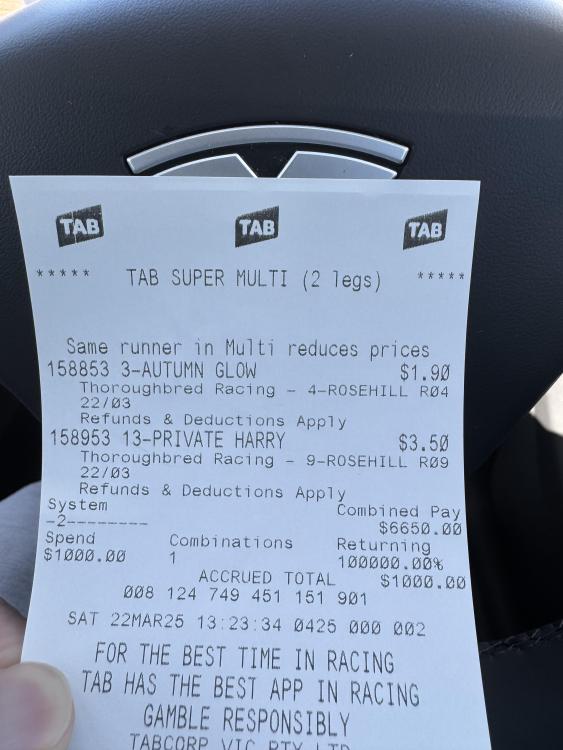 TAB TAB TAB
***** TAB SUPER MULTI (2 legs) *****
Same runner in Multi reduces prices
158853 3-AUTUMN GLOW $1.90
Thoroughbred Racing - 4-ROSEHILL R04
22/03
Refunds & Deductions Apply
158953 13-PRIVATE HARRY $3.50
Thoroughbred Racing - 9-ROSEHILL R09
22/03
Refunds & Deductions Apply
System Combined Pay
-2-------- $6650.00
Spend Combinations Returning
$1000.00 1 100000.00%
ACCRUED TOTAL $1000.00
008 124 749 451 151 901
SAT 22MAR25 13:23:34 0425 000 002
FOR THE BEST TIME IN RACING
TAB HAS THE BEST APP IN RACING
GAMBLE RESPONSIBLY
TABCORP VIC PTY LTD